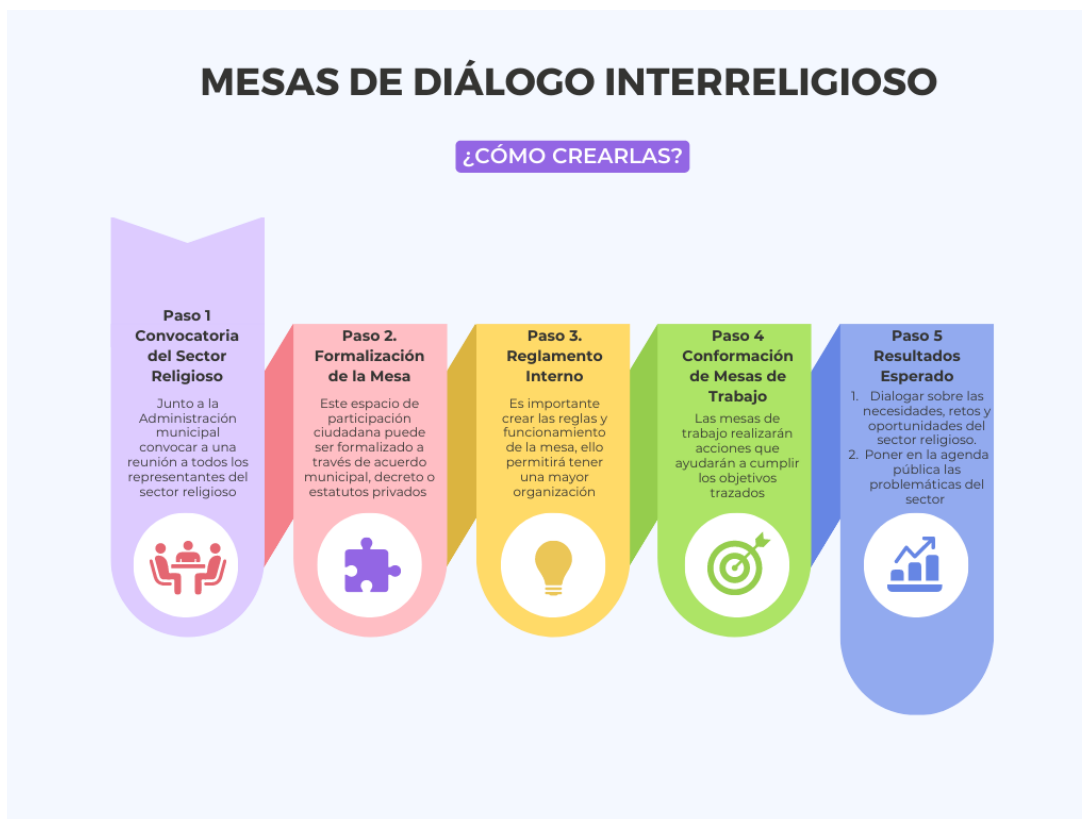 MESAS DE DIÁLOGO INTERRELIGIOSO
¿CÓMO CREARLAS?
Paso 1
Convocatoria
del Sector
Religioso
Junto a la
Administración
municipal
convocar a una
reunión a todos los
representantes del
sector religioso
Paso 2.
Formalización
de la Mesa
Este espacio de
participación
ciudadana puede
ser formalizado a
través de acuerdo
municipal, decreto o
estatutos privados
Paso 3.
Reglamento
Interno
Es importante
crear las reglas y
funcionamiento
de la mesa, ello
permitirá tener
una mayor
organización
Paso 4
Conformación
de Mesas de
Trabajo
Las mesas de
trabajo realizarán
acciones que
ayudarán a cumplir
los objetivos
trazados
Paso 5
Resultados
Esperado
1. Dialogar sobre las
necesidades, retos y
oportunidades del
sector religioso.
2. Poner en la agenda
pública las
problemáticas del
sector